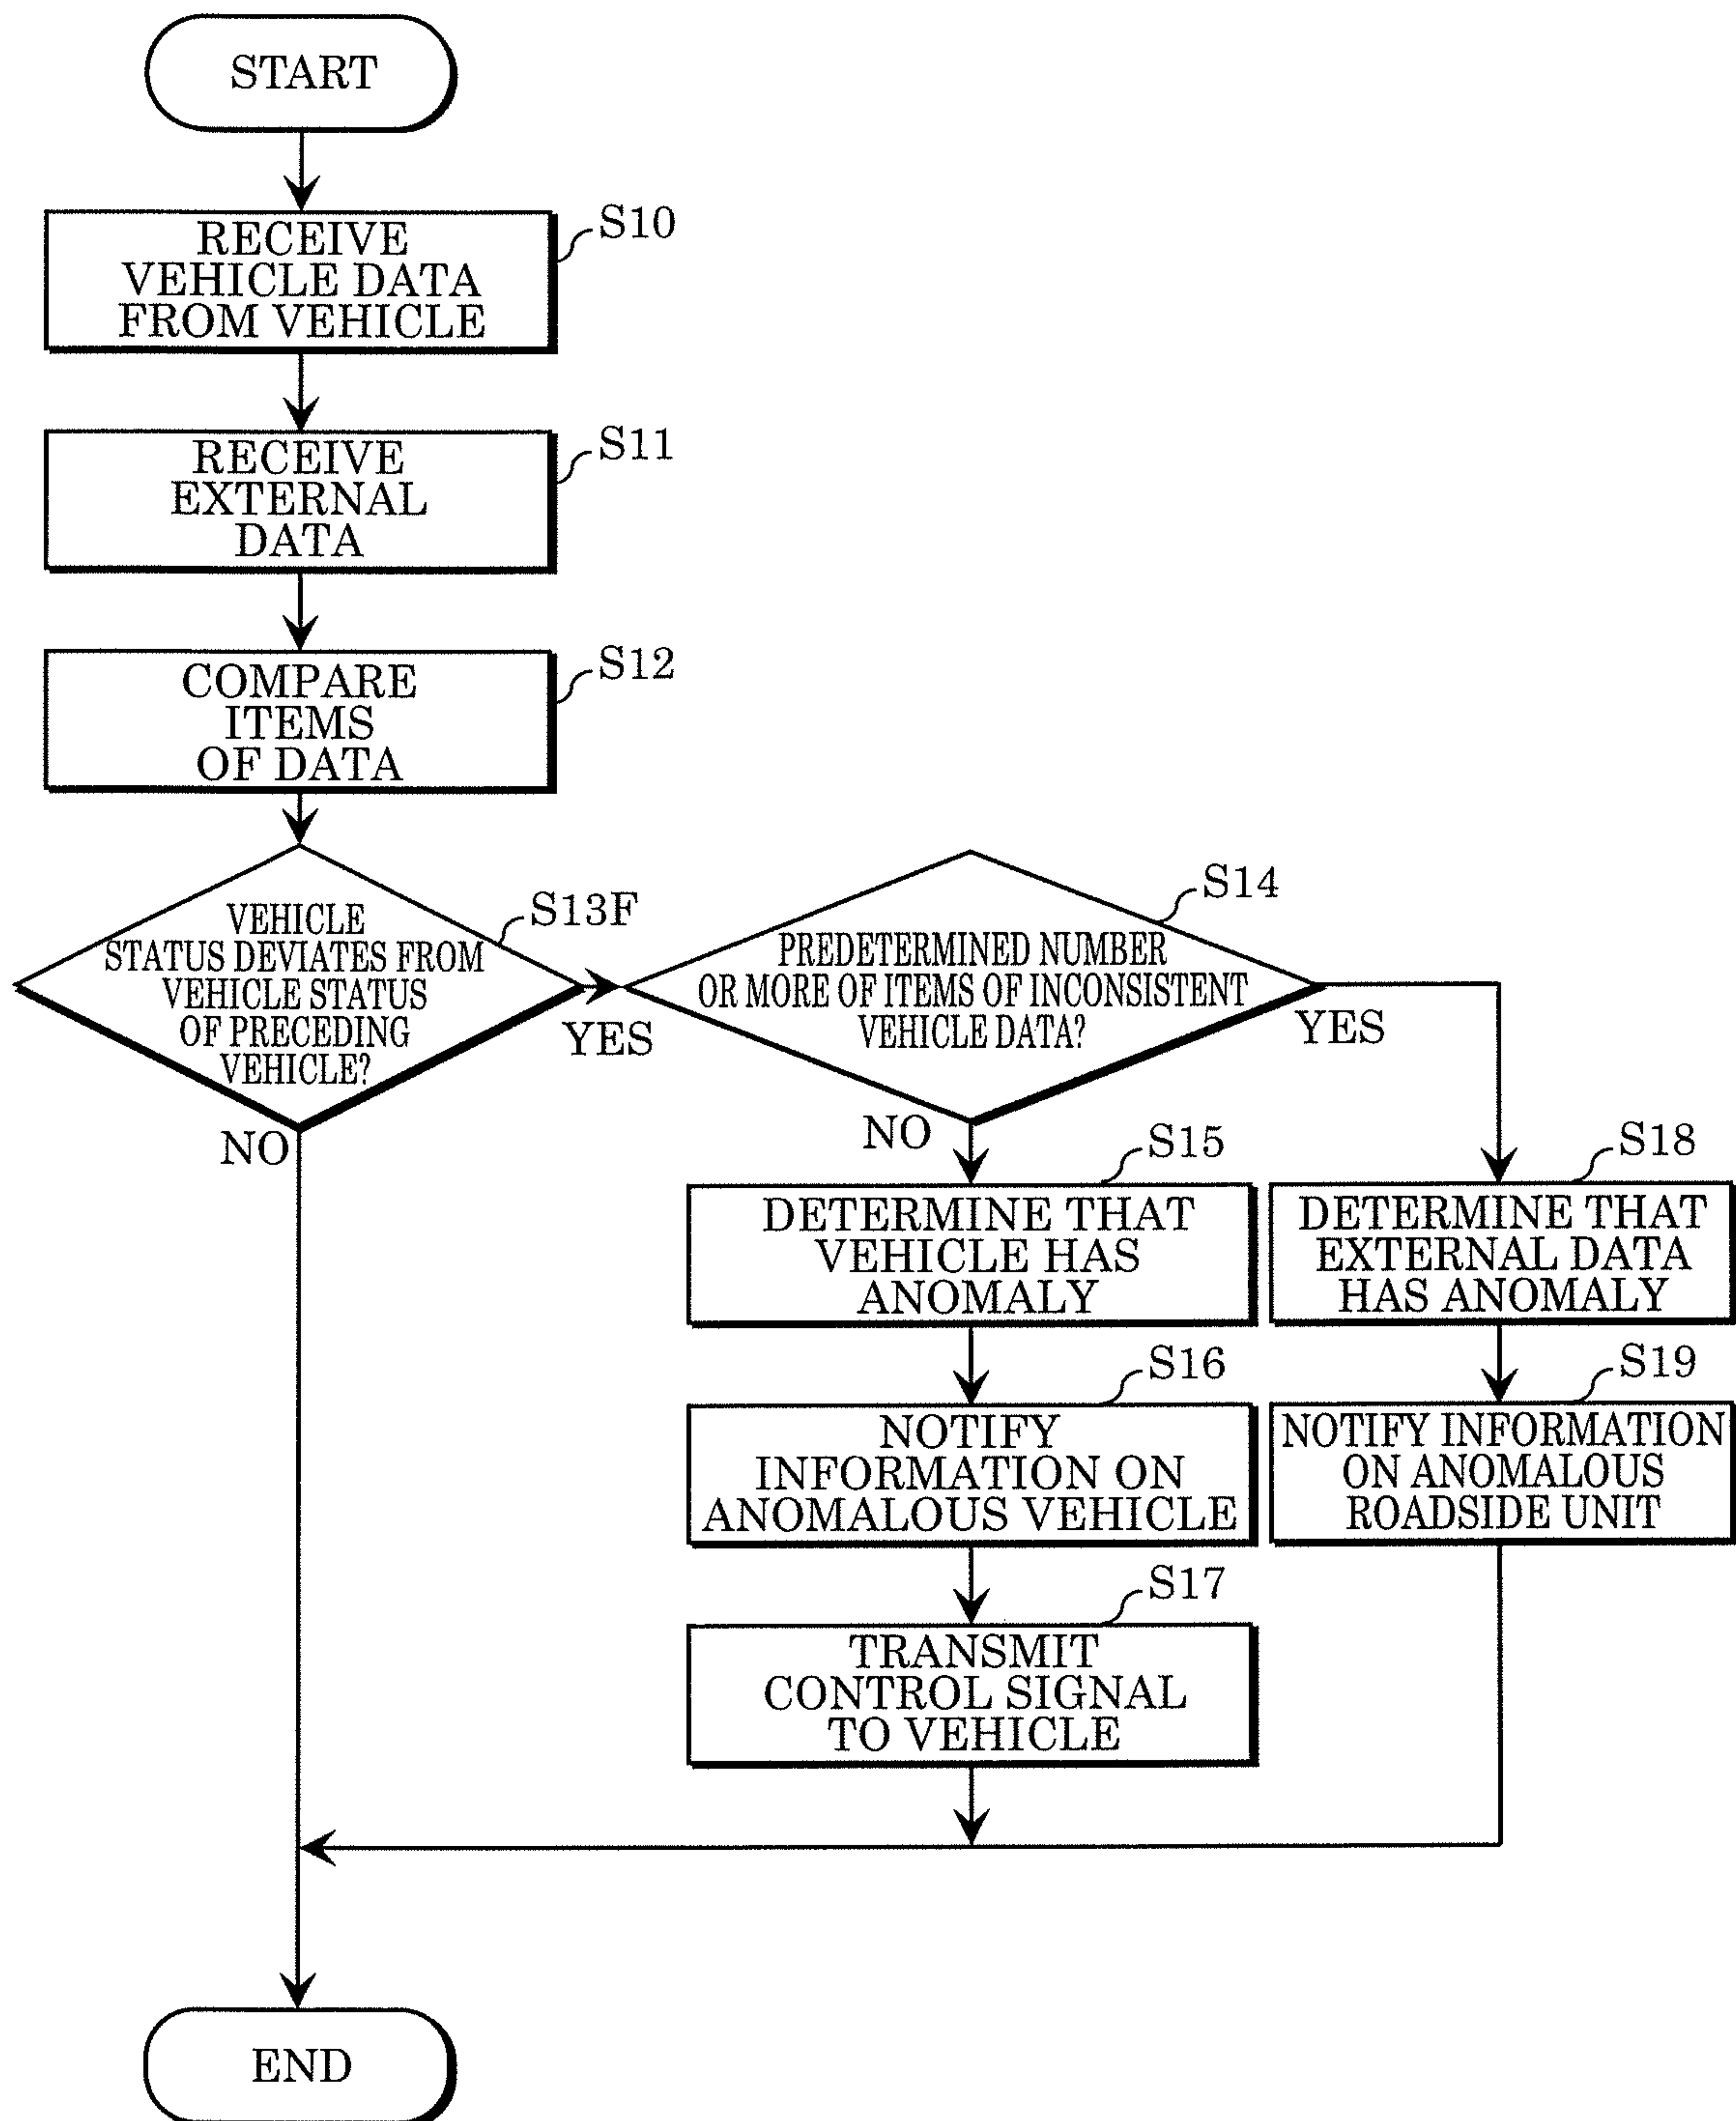 START
S10
RECEIVE
VEHICLE DATA
FROM VEHICLE
S11
RECEIVE
EXTERNAL
DATA
S12
COMPARE
ITEMS
OF DATA
S13F
VEHICLE
STATUS DEVIATES FROM
VEHICLE STATUS
OF PRECEDING
VEHICLE?
YES
NO
S14
PREDETERMINED NUMBER
OR MORE OF ITEMS OF INCONSISTENT
VEHICLE DATA?
YES
NO
S15
DETERMINE THAT
VEHICLE HAS
ANOMALY
S18
DETERMINE THAT
EXTERNAL DATA
HAS ANOMALY
S16
NOTIFY
INFORMATION ON
ANOMALOUS VEHICLE
S19
NOTIFY INFORMATION
ON ANOMALOUS
ROADSIDE UNIT
S17
TRANSMIT
CONTROL SIGNAL
TO VEHICLE
END